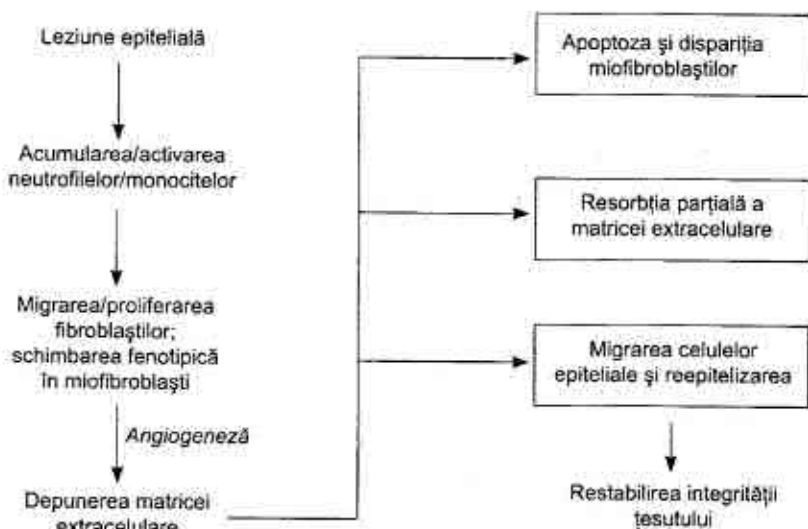 Leziune epitelială
Acumularea/activarea
neutrofilelor/monocitelor
Migrarea/proliferarea
fibroblaştilor;
schimbarea fenotipică
în miofibroblaşti
Angiogeneză
Depunerea matricei
extracelulare
Apoptoza şi dispariţia
miofibroblaştilor
Resorbţia parţială a
matricei extracelulare
Migrarea celulelor
epiteliale şi reepitelizarea
Restabilirea integrităţii
ţesutului